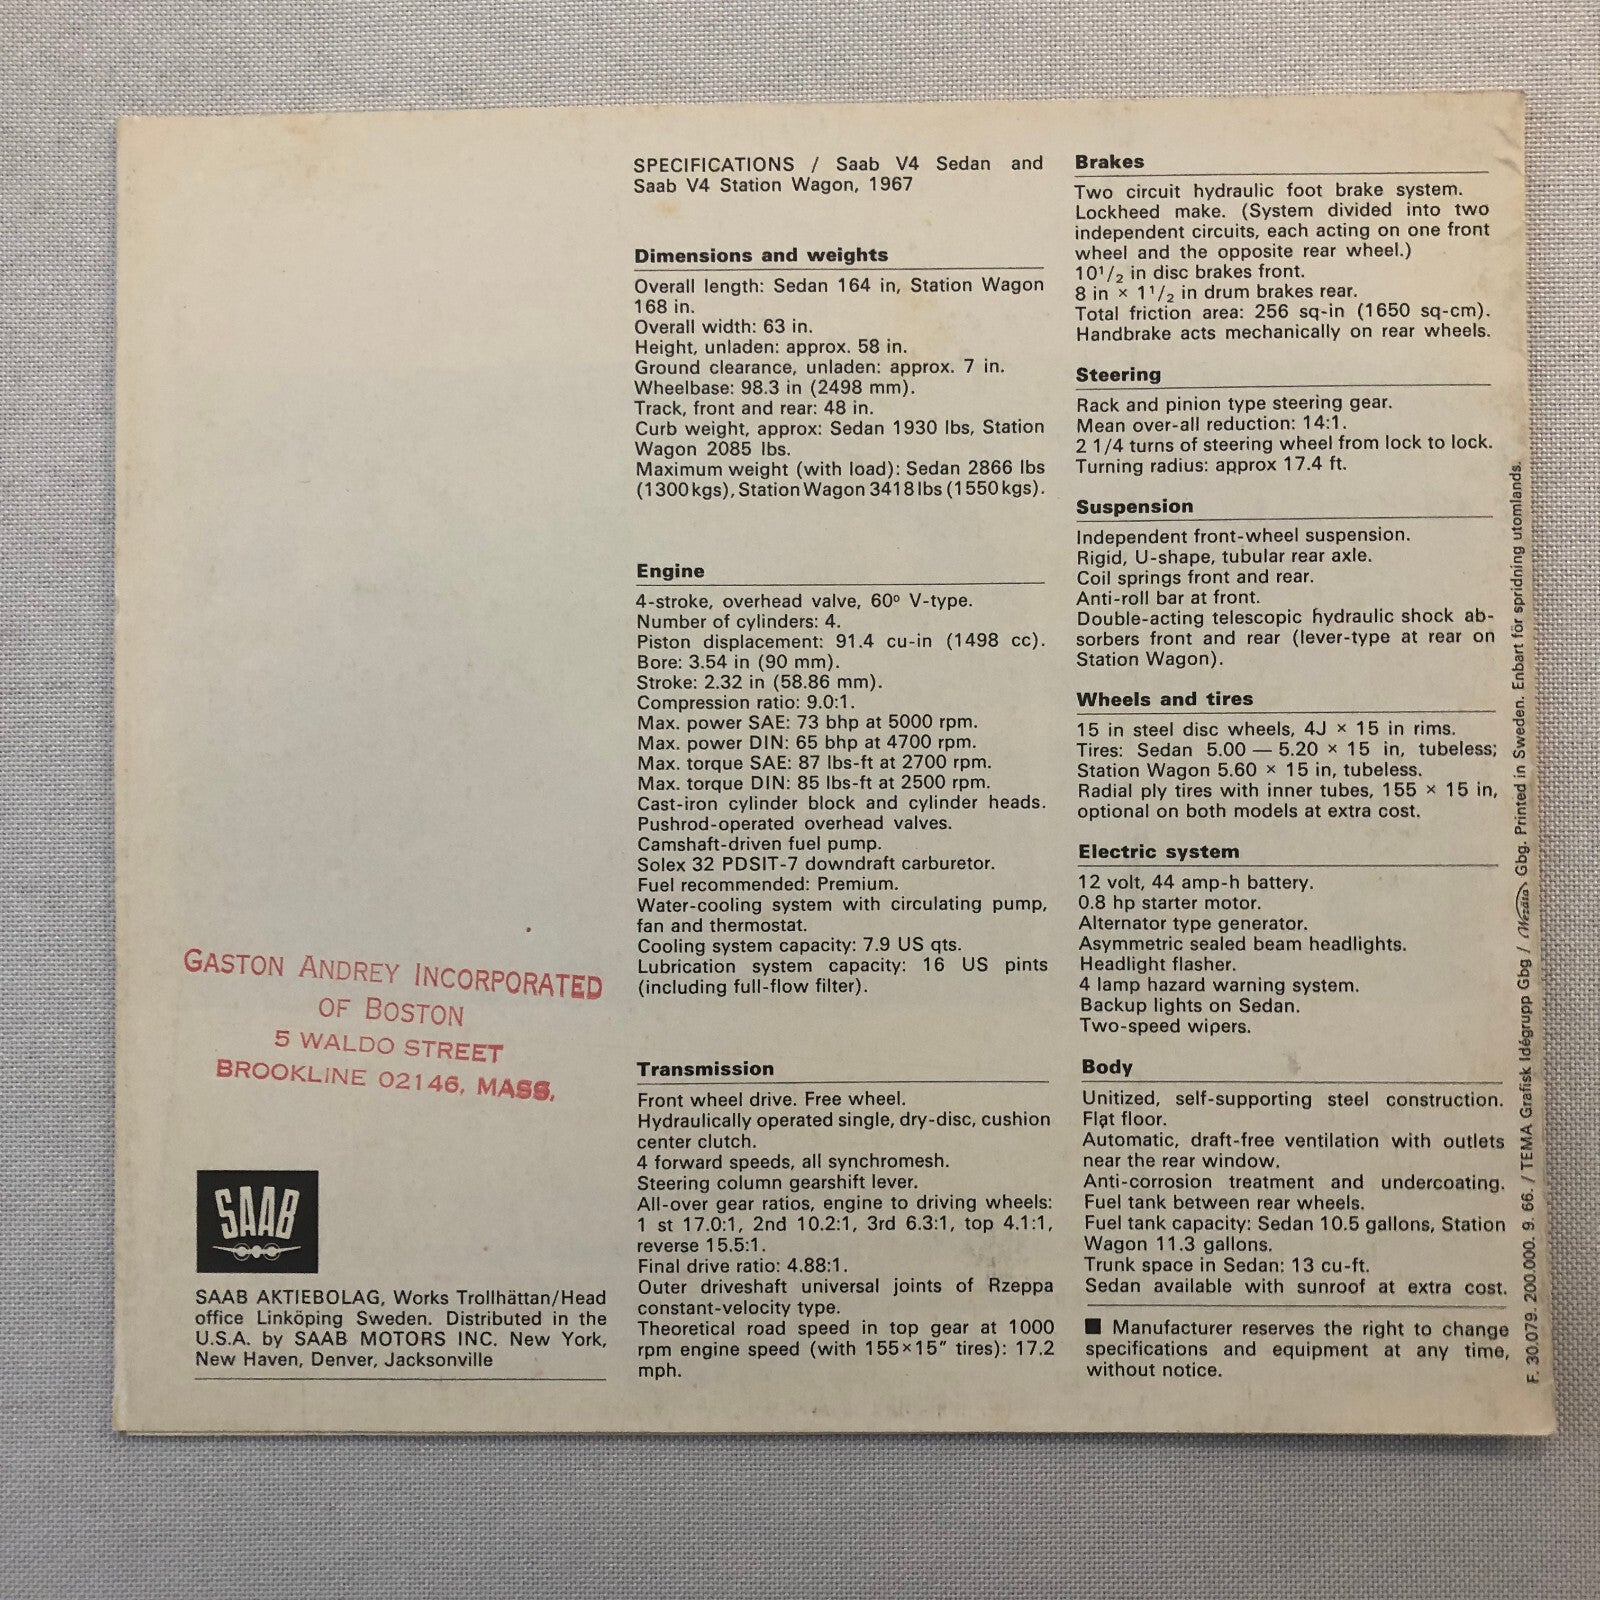 GASTON ANDREY INCORPORATED
OF BOSTON
5 WALDO STREET
BROOKLINE 02146, MASS.
SAAB
SAAB AKTIEBOLAG, Works Trollhättan/Head
office Linköping Sweden. Distributed in the
U.S.A. by SAAB MOTORS INC. New York,
New Haven, Denver, Jacksonville
SPECIFICATIONS / Saab V4 Sedan and
Saab V4 Station Wagon, 1967
Dimensions and weights
Overall length: Sedan 164 in, Station Wagon
168 in.
Overall width: 63 in.
Height, unladen: approx. 58 in.
Ground clearance, unladen: approx. 7 in.
Wheelbase: 98.3 in (2498 mm).
Track, front and rear: 48 in.
Curb weight, approx: Sedan 1930 lbs, Station
Wagon 2085 lbs.
Maximum weight (with load): Sedan 2866 lbs
(1300 kgs), Station Wagon 3418 lbs (1550 kgs).
Engine
4-stroke, overhead valve, 60º V-type.
Number of cylinders: 4.
Piston displacement: 91.4 cu-in (1498 cc).
Bore: 3.54 in (90 mm).
Stroke: 2.32 in (58.86 mm).
Compression ratio: 9.0:1.
Max. power SAE: 73 bhp at 5000 rpm.
Max. power DIN: 65 bhp at 4700 rpm.
Max. torque SAE: 87 lbs-ft at 2700 rpm.
Max. torque DIN: 85 lbs-ft at 2500 rpm.
Cast-iron cylinder block and cylinder heads.
Pushrod-operated overhead valves.
Camshaft-driven fuel pump.
Solex 32 PDSIT-7 downdraft carburetor.
Fuel recommended: Premium.
Water-cooling system with circulating pump,
fan and thermostat.
Cooling system capacity: 7.9 US qts.
Lubrication system capacity: 16 US pints
(including full-flow filter).
Transmission
Front wheel drive. Free wheel.
Hydraulically operated single, dry-disc, cushion
center clutch.
4 forward speeds, all synchromesh.
Steering column gearshift lever.
All-over gear ratios, engine to driving wheels:
1 st 17.0:1, 2nd 10.2:1, 3rd 6.3:1, top 4.1:1,
reverse 15.5:1.
Final drive ratio: 4.88:1.
Outer driveshaft universal joints of Rzeppa
constant-velocity type.
Theoretical road speed in top gear at 1000
rpm engine speed (with 155×15" tires): 17.2
mph.
Brakes
Two circuit hydraulic foot brake system.
Lockheed make. (System divided into two
independent circuits, each acting on one front
wheel and the opposite rear wheel.)
10 1/2 in disc brakes front.
8 in × 1 1/2 in drum brakes rear.
Total friction area: 256 sq-in (1650 sq-cm).
Handbrake acts mechanically on rear wheels.
Steering
Rack and pinion type steering gear.
Mean over-all reduction: 14:1.
2 1/4 turns of steering wheel from lock to lock.
Turning radius: approx 17.4 ft.
Suspension
Independent front-wheel suspension.
Rigid, U-shape, tubular rear axle.
Coil springs front and rear.
Anti-roll bar at front.
Double-acting telescopic hydraulic shock ab-
sorbers front and rear (lever-type at rear on
Station Wagon).
Wheels and tires
15 in steel disc wheels, 4J × 15 in rims.
Tires: Sedan 5.00 — 5.20 × 15 in, tubeless;
Station Wagon 5.60 × 15 in, tubeless.
Radial ply tires with inner tubes, 155 × 15 in,
optional on both models at extra cost.
Electric system
12 volt, 44 amp-h battery.
0.8 hp starter motor.
Alternator type generator.
Asymmetric sealed beam headlights.
Headlight flasher.
4 lamp hazard warning system.
Backup lights on Sedan.
Two-speed wipers.
Body
Unitized, self-supporting steel construction.
Flat floor.
Automatic, draft-free ventilation with outlets
near the rear window.
Anti-corrosion treatment and undercoating.
Fuel tank between rear wheels.
Fuel tank capacity: Sedan 10.5 gallons, Station
Wagon 11.3 gallons.
Trunk space in Sedan: 13 cu-ft.
Sedan available with sunroof at extra cost.
■ Manufacturer reserves the right to change
specifications and equipment at any time,
without notice.
F. 30.079. 200.000. 9. 66. / TEMA Grafisk Idégrupp Gbg / Wezäta Gbg. Printed in Sweden. Enbart för spridning utomlands.